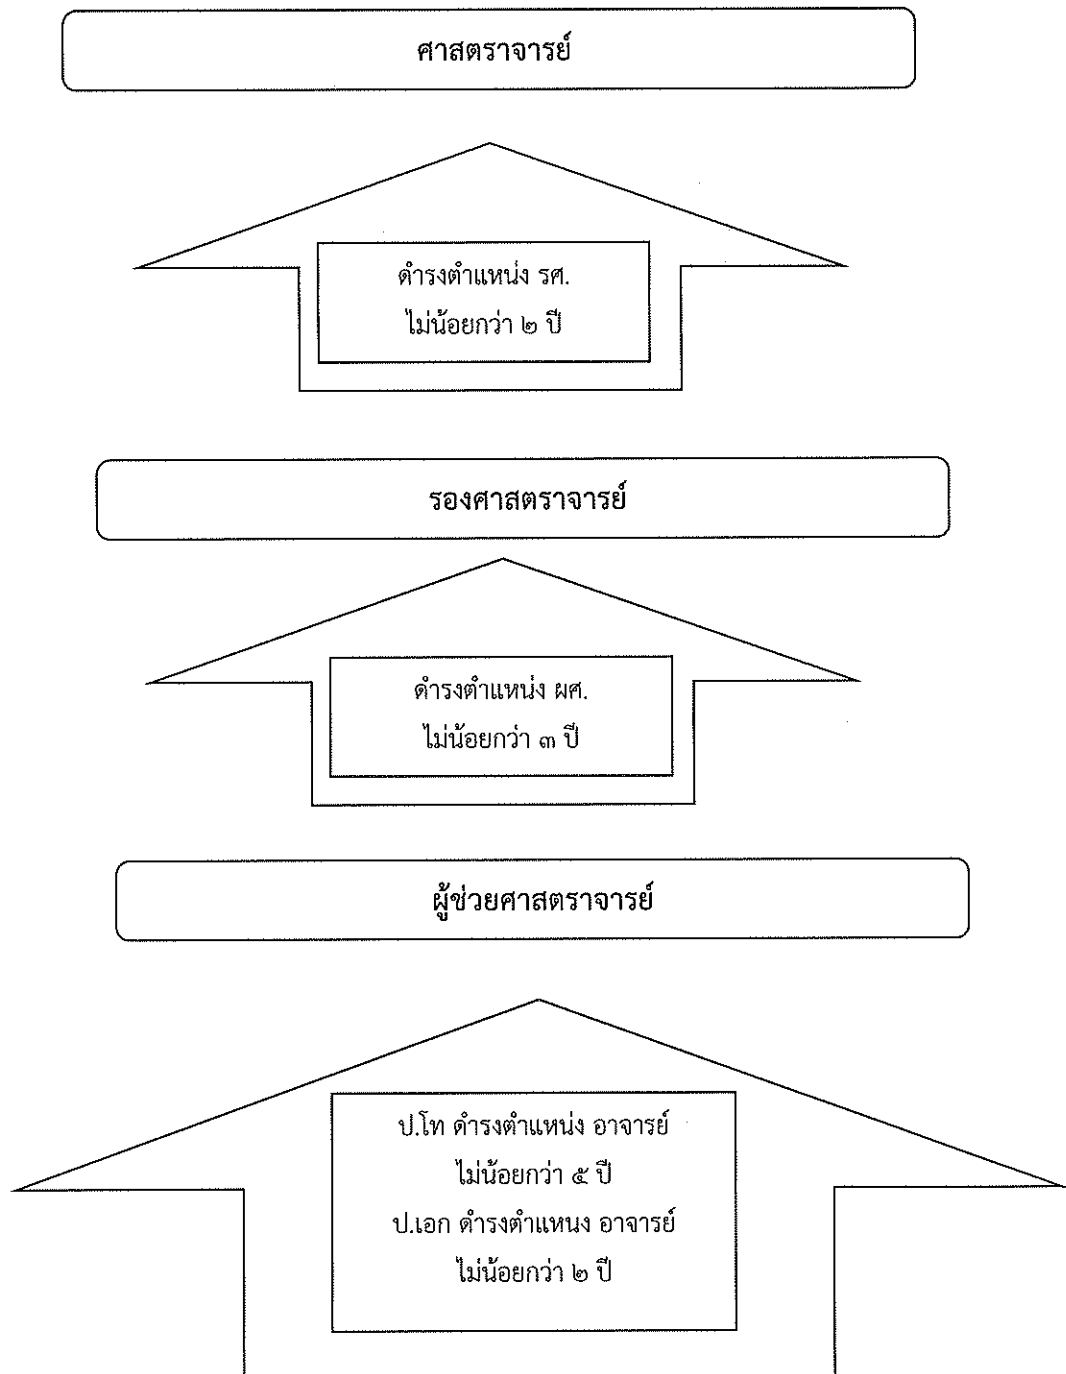 ศาสตราจารย์
ดำรงตำแหน่ง รศ.
ไม่น้อยกว่า ๒ ปี
รองศาสตราจารย์
ดำรงตำแหน่ง ผศ.
ไม่น้อยกว่า ๓ ปี
ผู้ช่วยศาสตราจารย์
ป.โท ดำรงตำแหน่ง อาจารย์
ไม่น้อยกว่า ๕ ปี
ป.เอก ดำรงตำแหนง อาจารย์
ไม่น้อยกว่า ๒ ปี